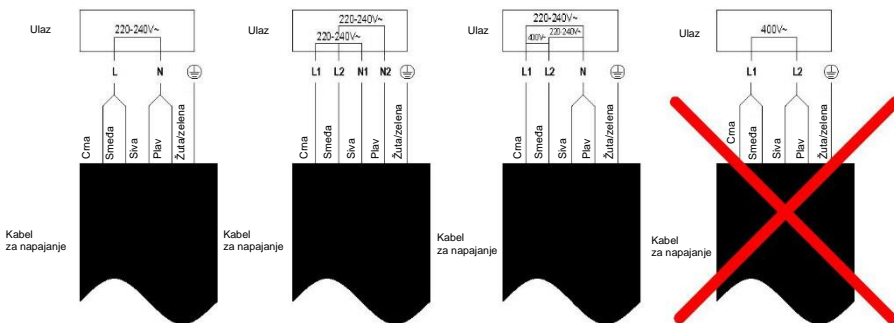 Ulaz
220-240V~
L N
Crna
Smeđa
Siva
Plav
Žuta/zelena
Kabel
za napajanje
Ulaz
220-240V~
220-240V~
L1 L2 N1 N2
Crna
Smeđa
Siva
Plav
Žuta/zelena
Kabel
za napajanje
Ulaz
220-240V~
400V~ 220-240V~
L1 L2 N
Crna
Smeđa
Siva
Plav
Žuta/zelena
Kabel
za napajanje
Ulaz
400V~
L1 L2
Crna
Smeđa
Siva
Plav
Žuta/zelena
Kabel
za napajanje